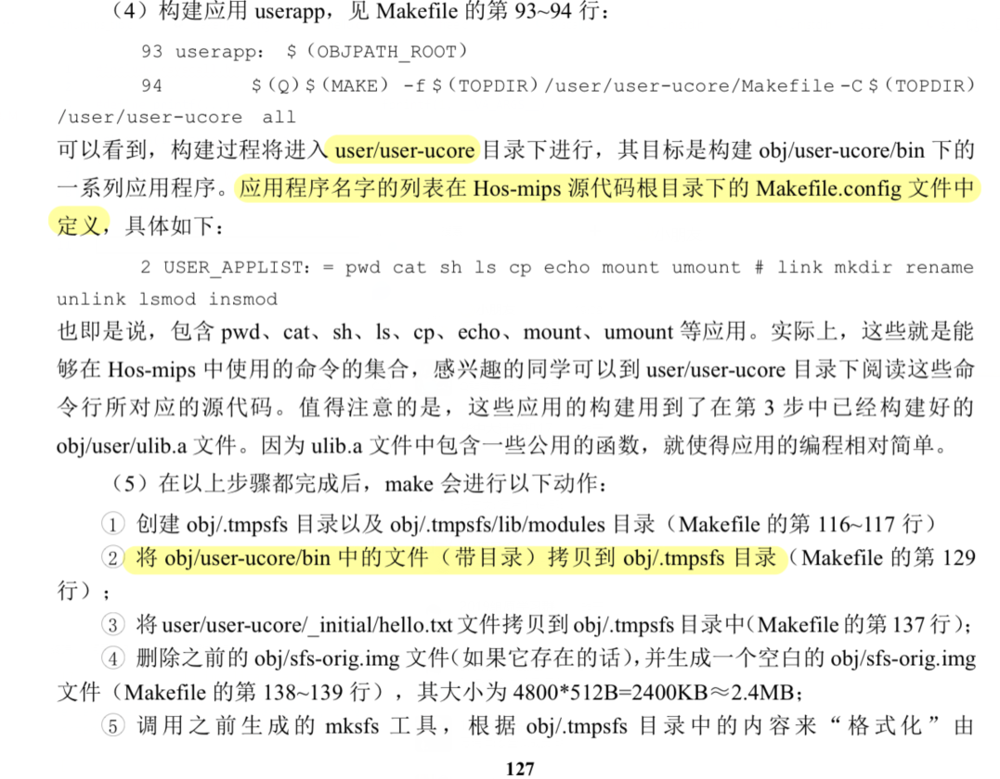 （4）构建应用 userapp，见 Makefile 的第 93~94 行：
93 userapp： $（OBJPATH_ROOT）
94 $（Q）$（MAKE） -f $（TOPDIR）/user/user-ucore/Makefile -C $（TOPDIR）
/user/user-ucore all
可以看到，构建过程将进入 user/user-ucore 目录下进行，其目标是构建 obj/user-ucore/bin 下的
一系列应用程序。应用程序名字的列表在 Hos-mips 源代码根目录下的 Makefile.config 文件中
定义，具体如下：
2 USER_APPLIST：= pwd cat sh ls cp echo mount umount # link mkdir rename
unlink lsmod insmod
也即是说，包含 pwd、cat、sh、ls、cp、echo、mount、umount 等应用。实际上，这些就是能
够在 Hos-mips 中使用的命令的集合，感兴趣的同学可以到 user/user-ucore 目录下阅读这些命
令行所对应的源代码。值得注意的是，这些应用的构建用到了在第 3 步中已经构建好的
obj/user/ulib.a 文件。因为 ulib.a 文件中包含一些公用的函数，就使得应用的编程相对简单。
（5）在以上步骤都完成后，make 会进行以下动作：
① 创建 obj/.tmpsfs 目录以及 obj/.tmpsfs/lib/modules 目录（Makefile 的第 116~117 行）
② 将 obj/user-ucore/bin 中的文件（带目录）拷贝到 obj/.tmpsfs 目录（Makefile 的第 129
行）；
③ 将 user/user-ucore/_initial/hello.txt 文件拷贝到 obj/.tmpsfs 目录中（Makefile 的第 137 行）；
④ 删除之前的 obj/sfs-orig.img 文件（如果它存在的话），并生成一个空白的 obj/sfs-orig.img
文件（Makefile 的第 138~139 行），其大小为 4800*512B=2400KB≈2.4MB；
⑤ 调用之前生成的 mksfs 工具，根据 obj/.tmpsfs 目录中的内容来“格式化”由
127